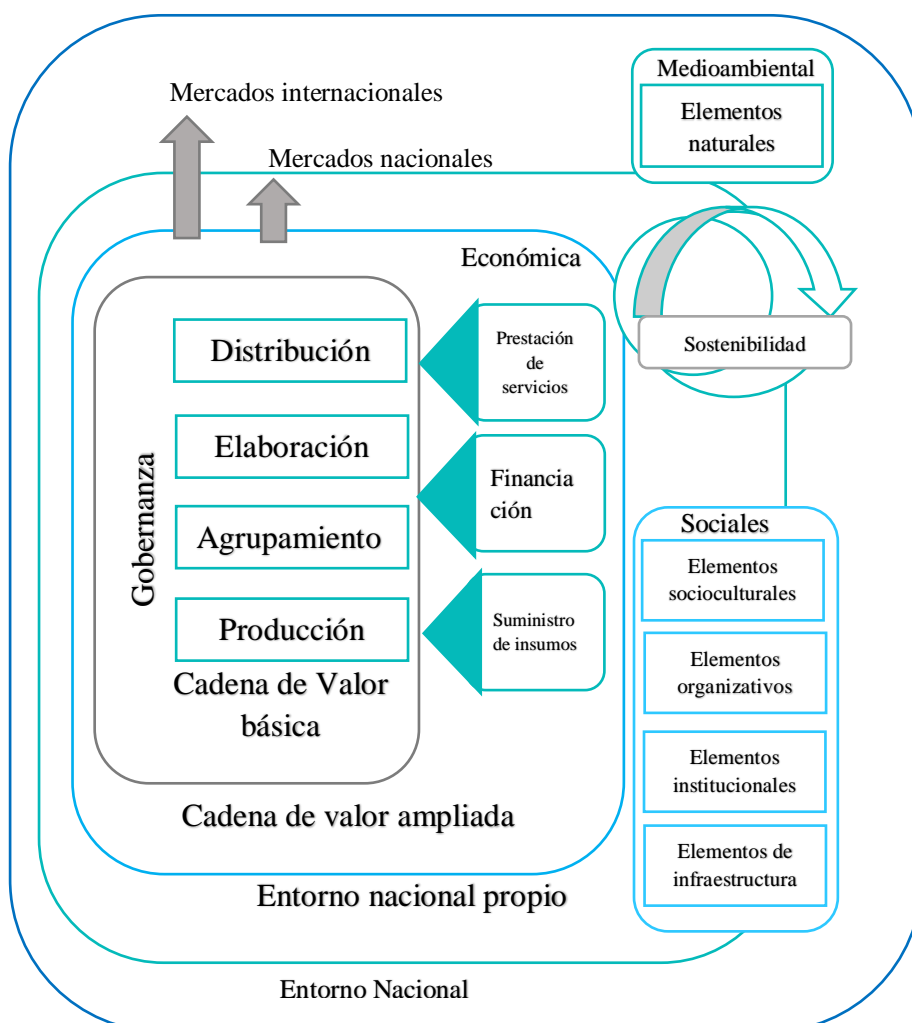 Medioambiental
Elementos
naturales
Mercados internacionales
Mercados nacionales
Económica
Gobernanza
Distribución
Elaboración
Agrupamiento
Producción
Cadena de Valor
básica
Prestación
de
servicios
Financia
ción
Suministro
de insumos
Sostenibilidad
Sociales
Elementos
socioculturales
Elementos
organizativos
Elementos
institucionales
Elementos de
infraestructura
Cadena de valor ampliada
Entorno nacional propio
Entorno Nacional